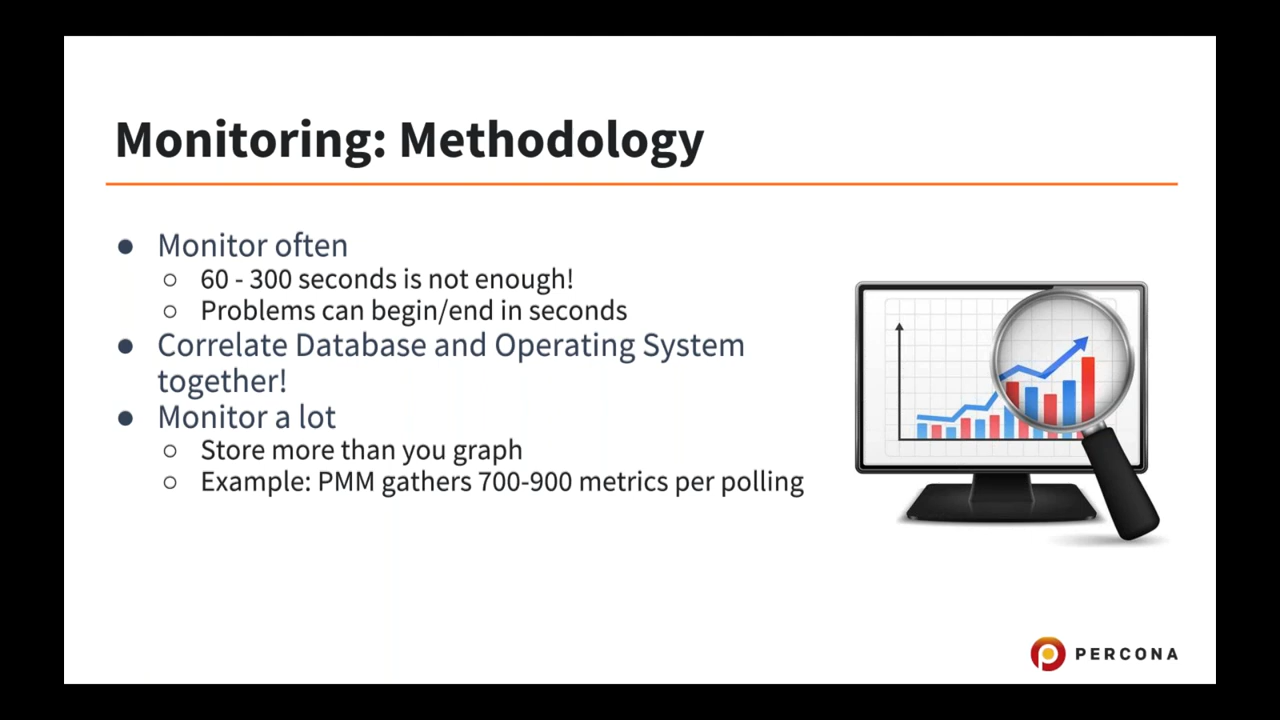 Monitoring: Methodology
● Monitor often
○ 60 - 300 seconds is not enough!
○ Problems can begin/end in seconds
● Correlate Database and Operating System
together!
● Monitor a lot
○ Store more than you graph
○ Example: PMM gathers 700-900 metrics per polling
PERCONA